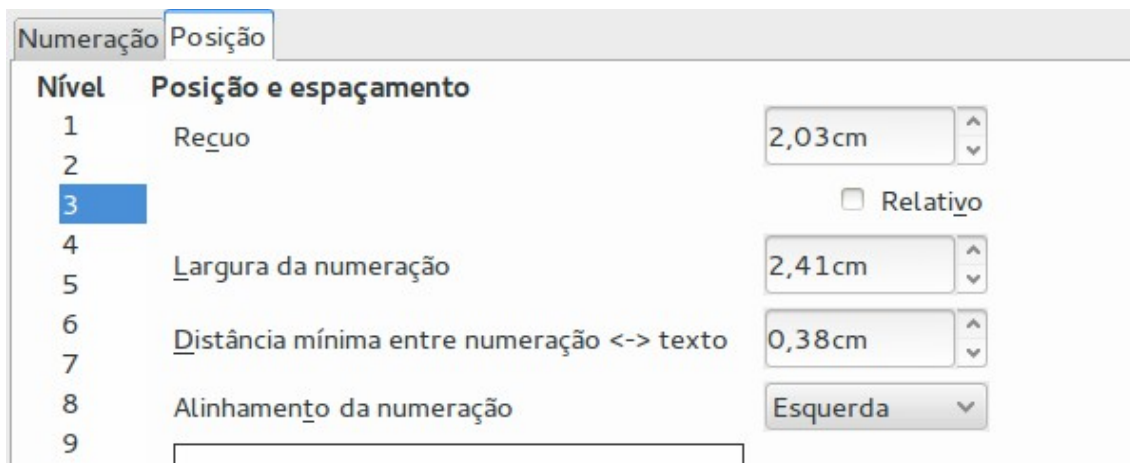 Numeração Posição
Nível Posição e espaçamento
1
Recuo 2,03cm
2
3
Relativo
4
Largura da numeração 2,41cm
5
6
Distância mínima entre numeração <-> texto 0,38cm
7
8
Alinhamento da numeração Esquerda
9